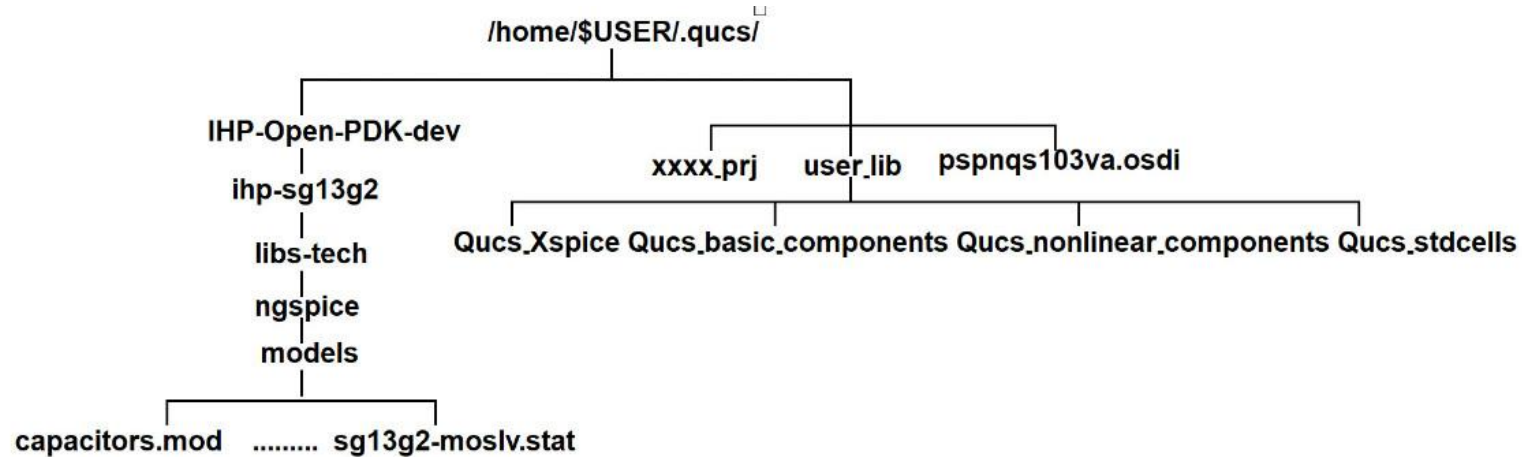 /home/$USER/.qucs/
IHP-Open-PDK-dev
xxxx_prj user_lib pspnqs103va.osdi
ihp-sg13g2
Qucs_Xspice Qucs_basic_components Qucs_nonlinear_components Qucs_stdcells
libs-tech
ngspice
models
capacitors.mod ......... sg13g2-moslv.stat